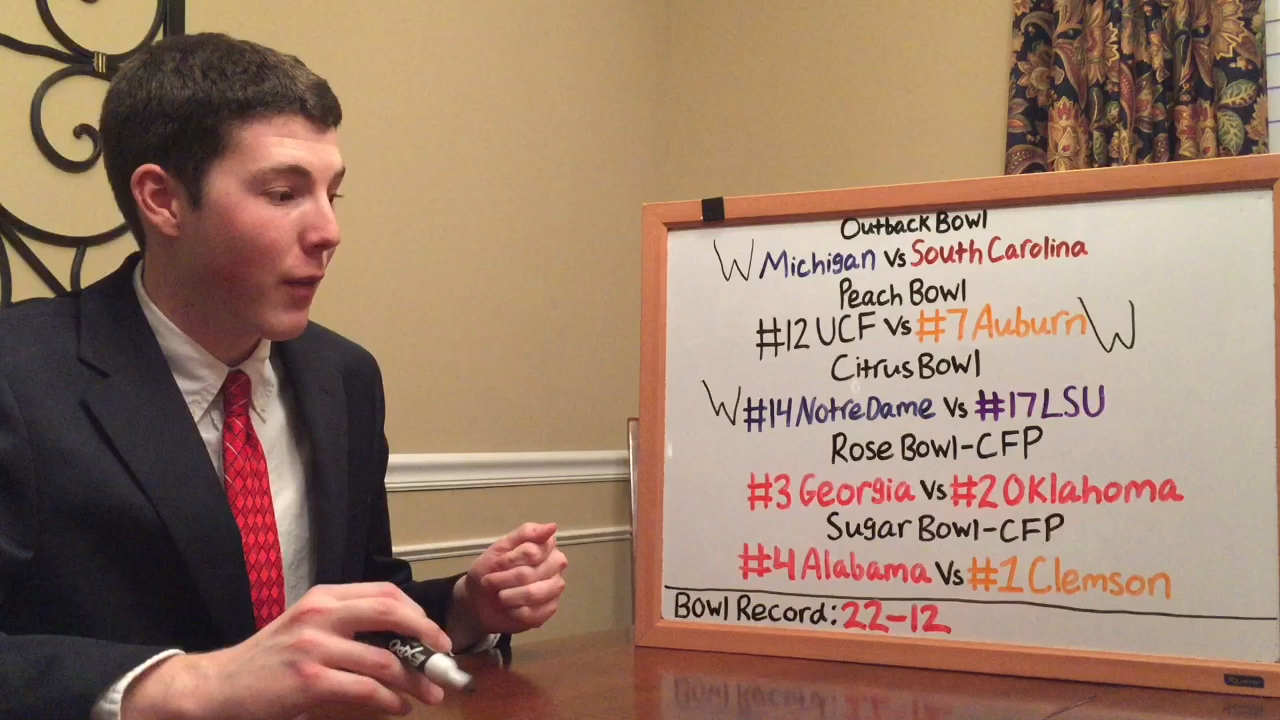 Outback Bowl
W Michigan vs South Carolina
Peach Bowl
#12 UCF vs #7 Auburn W
Citrus Bowl
W #14 Notre Dame vs #17 LSU
Rose Bowl-CFP
#3 Georgia vs #2 Oklahoma
Sugar Bowl-CFP
#4 Alabama vs #1 Clemson
Bowl Record: 22-12
EXPO